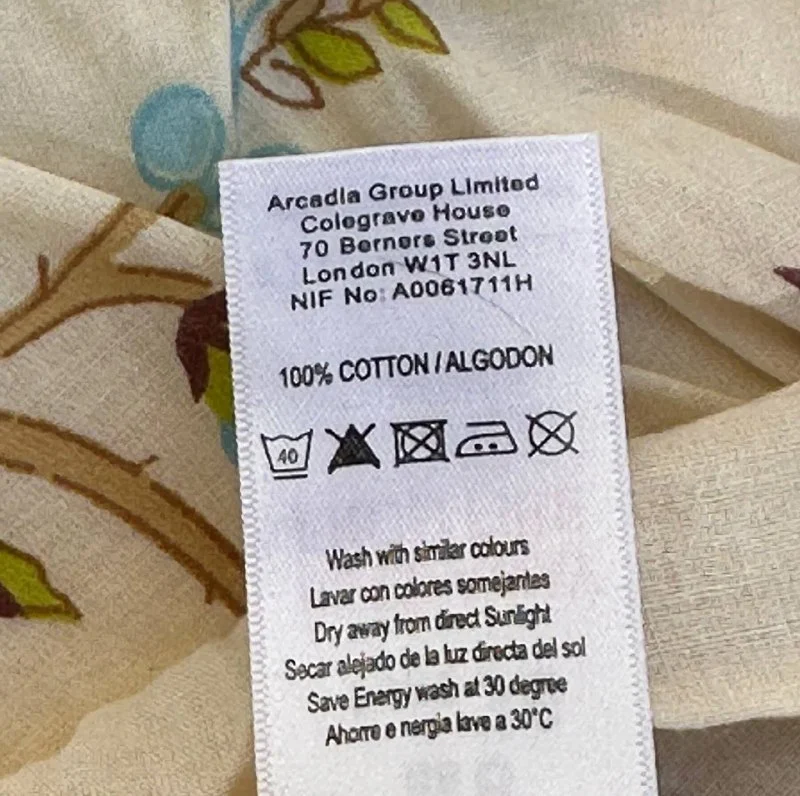 Arcadia Group Limited
Colegrave House
70 Berners Street
London W1T 3NL
NIF No: A0061711H
100% COTTON / ALGODON
40
Wash with similar colours
Lavar con colores somejantas
Dry away from direct Sunlight
Secar alejado de la luz directa del sol
Save Energy wash at 30 degree
Ahorre e nergia lave a 30°C